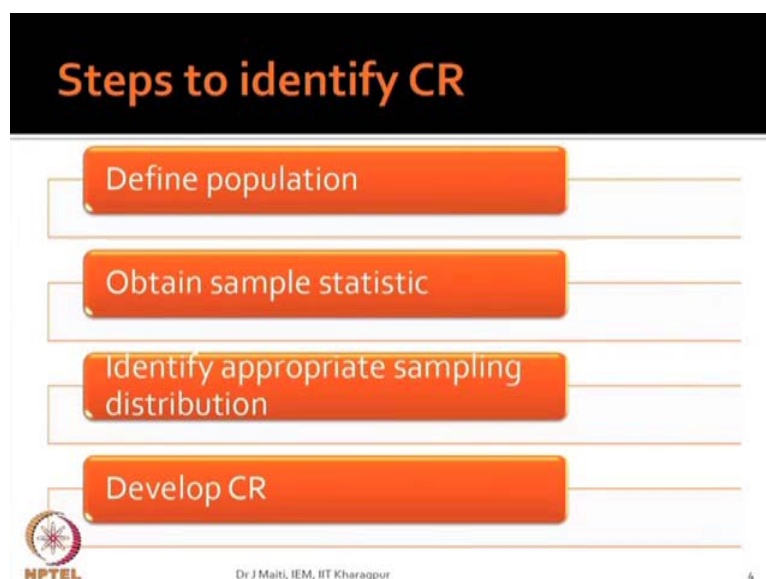 Steps to identify CR
Define population
Obtain sample statistic
Identify appropriate sampling
distribution
Develop CR
NPTEL
Dr J Maiti, IEM, IIT Kharagpur
4